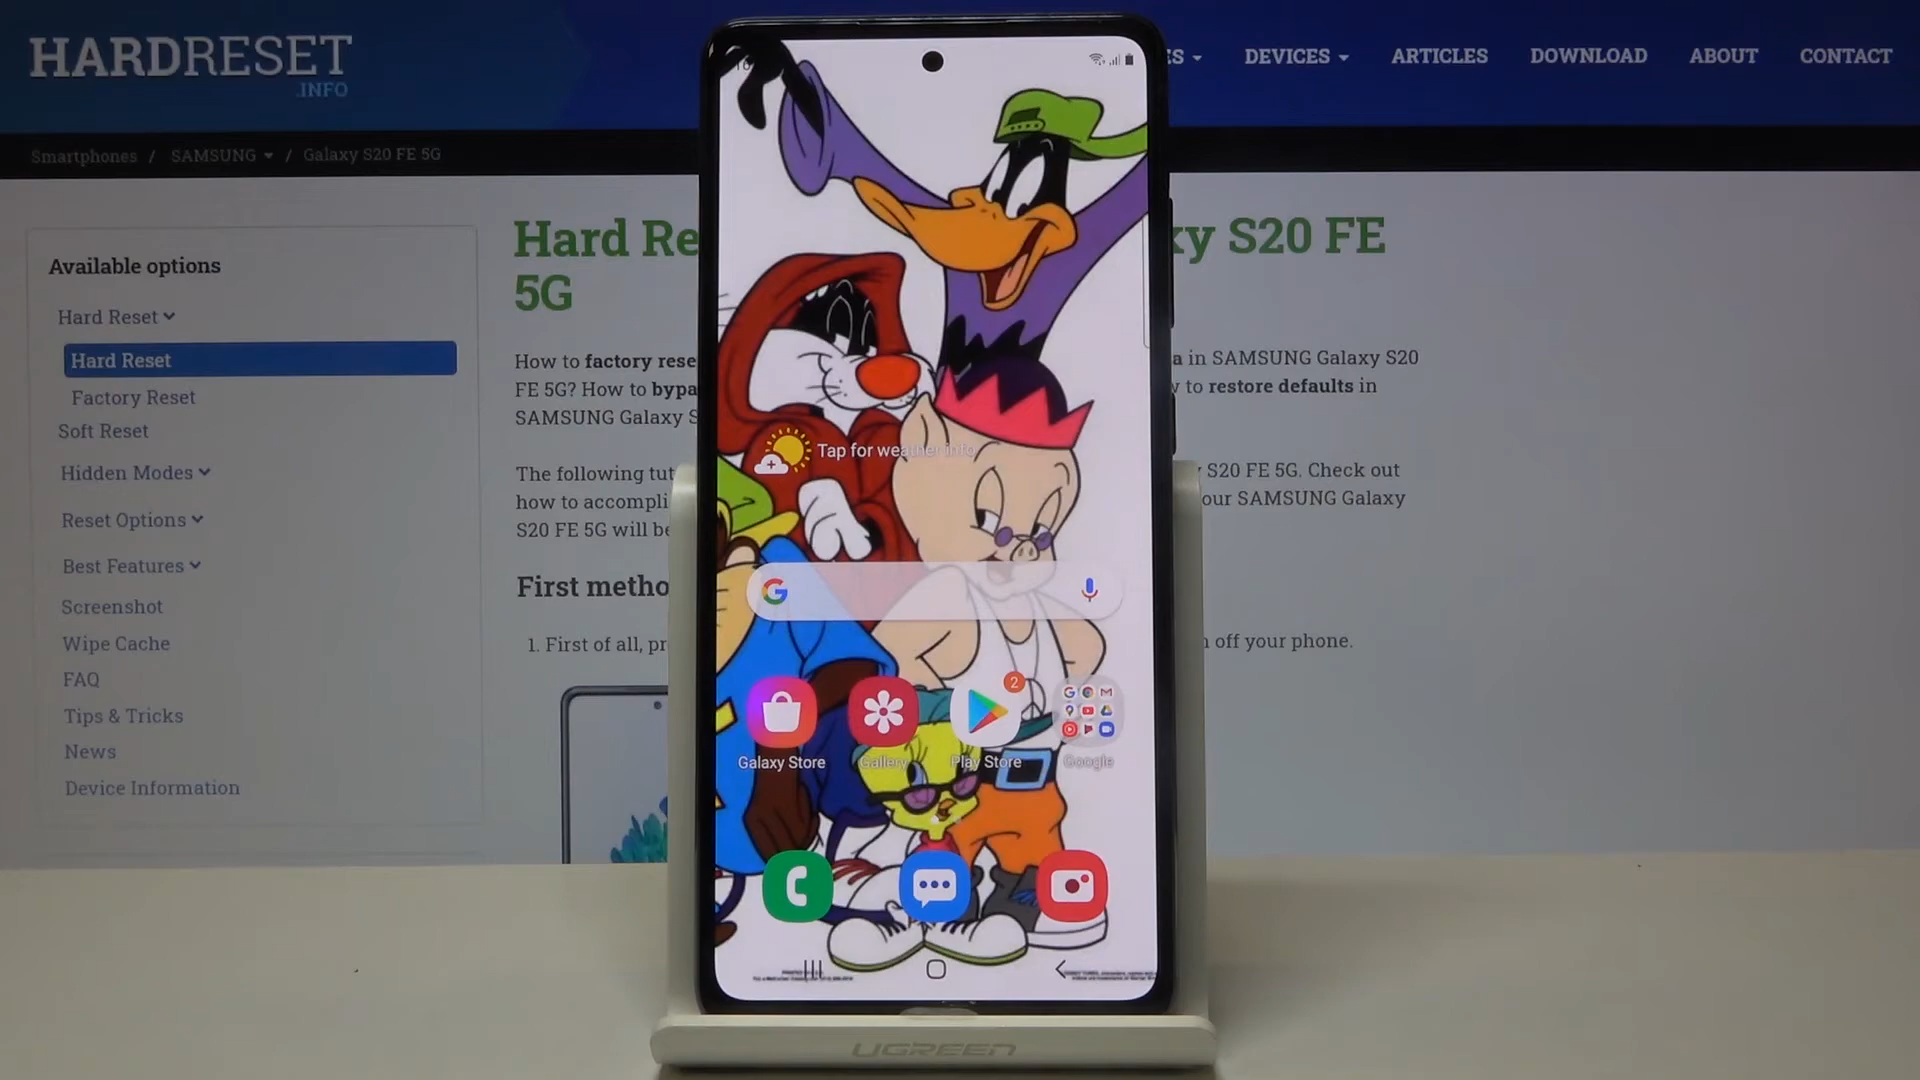 HARDRESET
.INFO
ES
DEVICES
ARTICLES
DOWNLOAD
ABOUT
CONTACT
Smartphones / SAMSUNG / Galaxy S20 FE 5G
Available options
Hard Reset
Hard Reset
Factory Reset
Soft Reset
Hidden Modes
Reset Options
Best Features
Screenshot
Wipe Cache
FAQ
Tips & Tricks
News
Device Information
Hard Re
xy S20 FE
5G
How to factory rese
a in SAMSUNG Galaxy S20
FE 5G? How to bypa
to restore defaults in
SAMSUNG Galaxy S
The following tut
S20 FE 5G. Check out
how to accompli
our SAMSUNG Galaxy
S20 FE 5G will be
First metho
1. First of all, pr
n off your phone.
Tap for weather info
G
2
Galaxy Store
Gallery
Play Store
Google
UGREEN